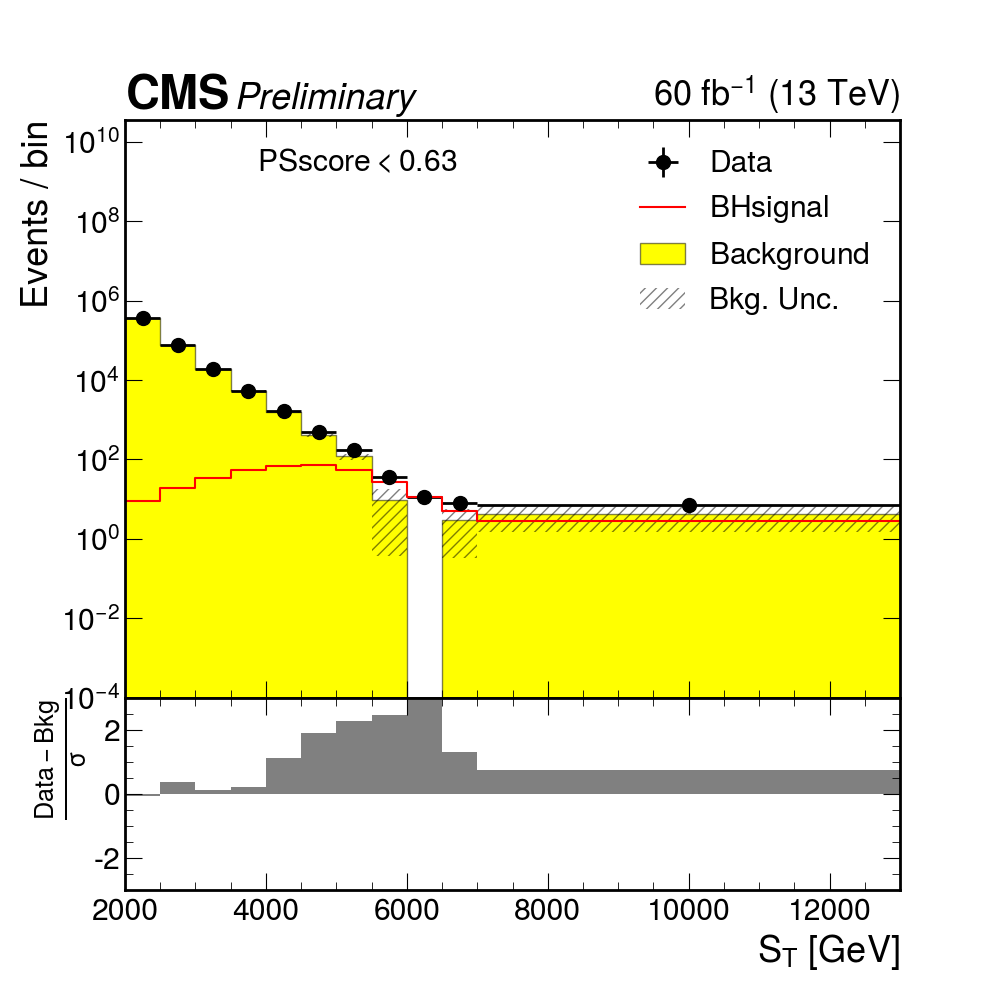 CMS Preliminary 60 fb⁻¹ (13 TeV)
Events / bin
PSscore < 0.63
Data
BHsignal
Background
Bkg. Unc.
10¹⁰
10⁸
10⁶
10⁴
10²
10⁰
10⁻²
10⁻⁴
Data − Bkg
σ
2
0
-2
2000 4000 6000 8000 10000 12000
S_T [GeV]